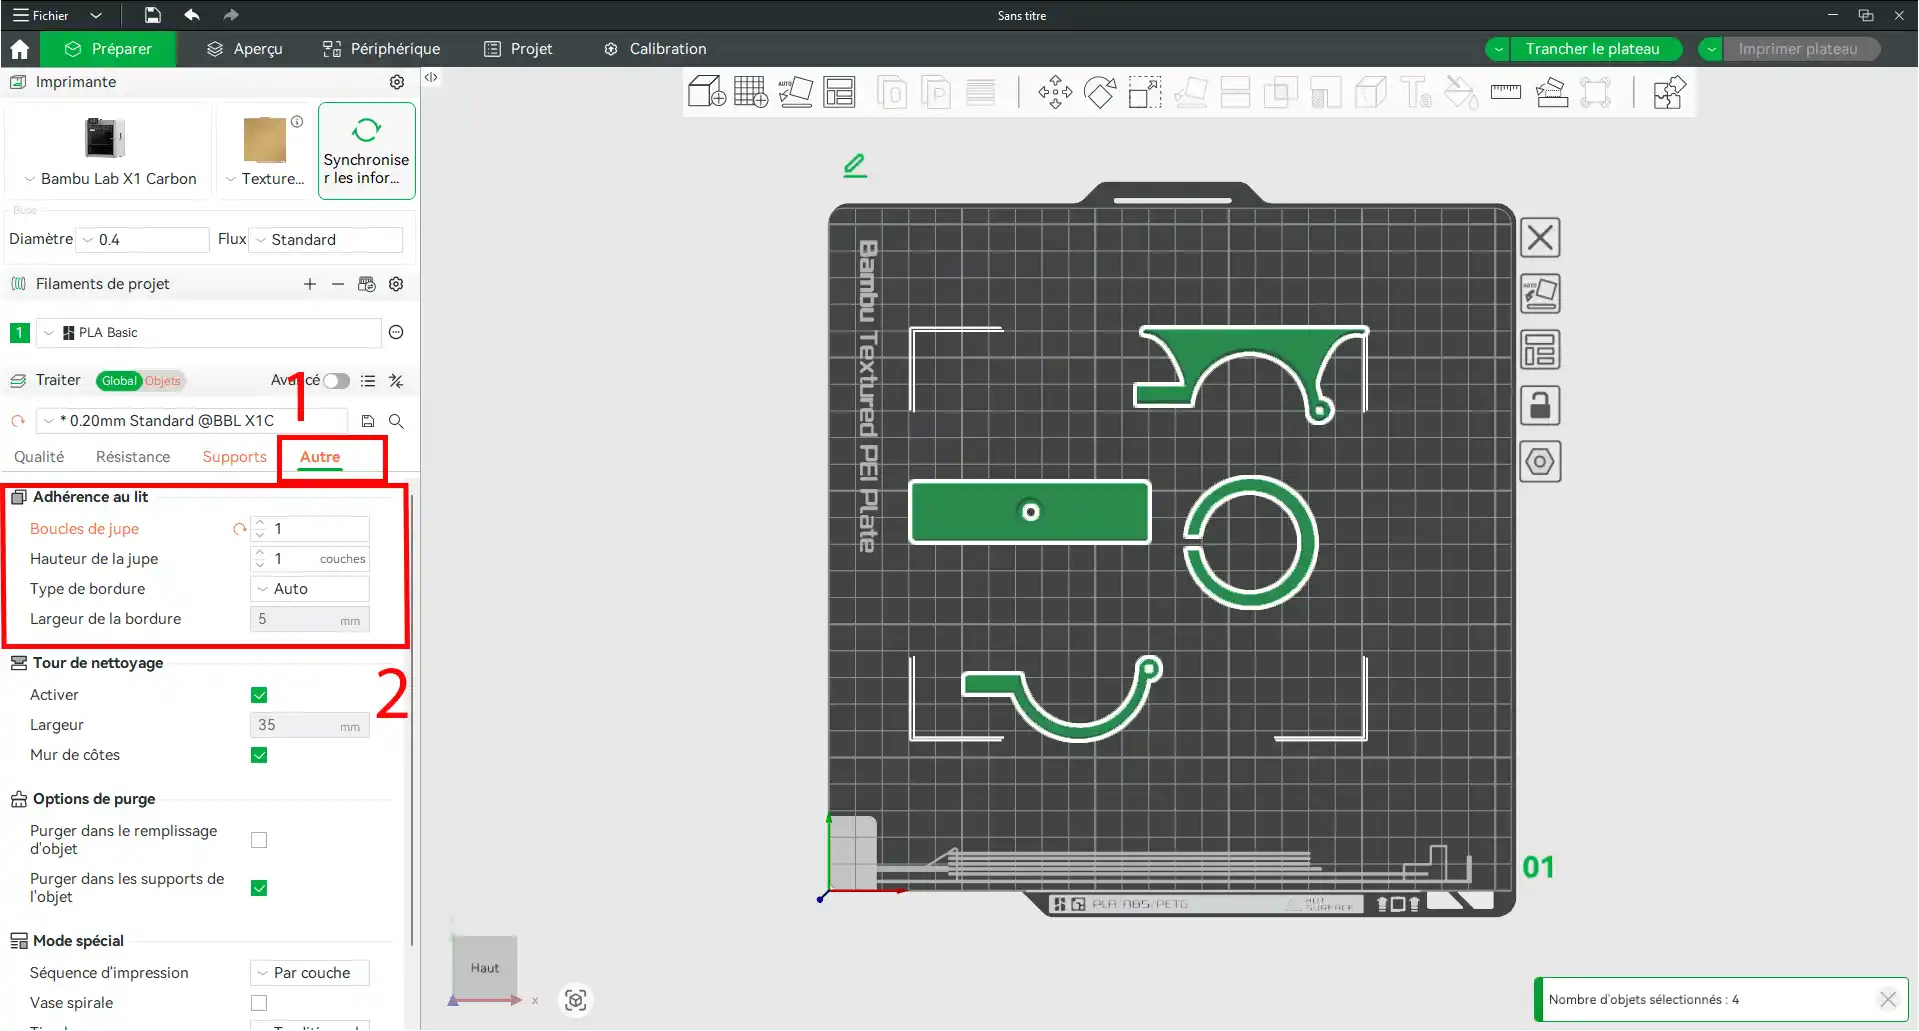 Fichier
Sans titre
Préparer
Aperçu
Périphérique
Projet
Calibration
Trancher le plateau
Imprimer plateau
Imprimante
Bambu Lab X1 Carbon
Texture...
Synchronise
r les infor...
Buse
Diamètre
0.4
Flux
Standard
Filaments de projet
1
PLA Basic
Traiter
Global
Objets
1
* 0.20mm Standard @BBL X1C
Qualité
Résistance
Supports
Autre
Adhérence au lit
Boucles de jupe
1
Hauteur de la jupe
1 couches
Type de bordure
Auto
Largeur de la bordure
5 mm
Tour de nettoyage
2
Activer
Largeur
35 mm
Mur de côtes
Options de purge
Purger dans le remplissage
d'objet
Purger dans les supports de
l'objet
Mode spécial
Séquence d'impression
Par couche
Vase spirale
AUTO
Bambu Textured PEI Plate
AUTO
01
PLA/ABS/PETG
HOT
SURFACE
Haut
x
Nombre d'objets sélectionnés : 4